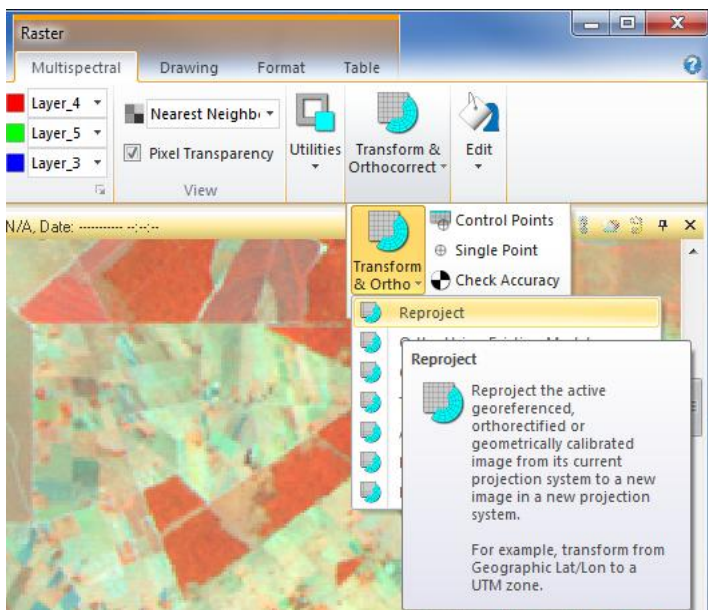 Raster
Multispectral Drawing Format Table
Layer_4
Layer_5
Layer_3
Nearest Neighb
Pixel Transparency
View
Utilities
Transform &
Orthocorrect
Edit
N/A, Date: ---------- --:--:--
Transform
& Ortho
Control Points
Single Point
Check Accuracy
Reproject
Reproject
Reproject the active
georeferenced,
orthorectified or
geometrically calibrated
image from its current
projection system to a new
image in a new projection
system.
For example, transform from
Geographic Lat/Lon to a
UTM zone.